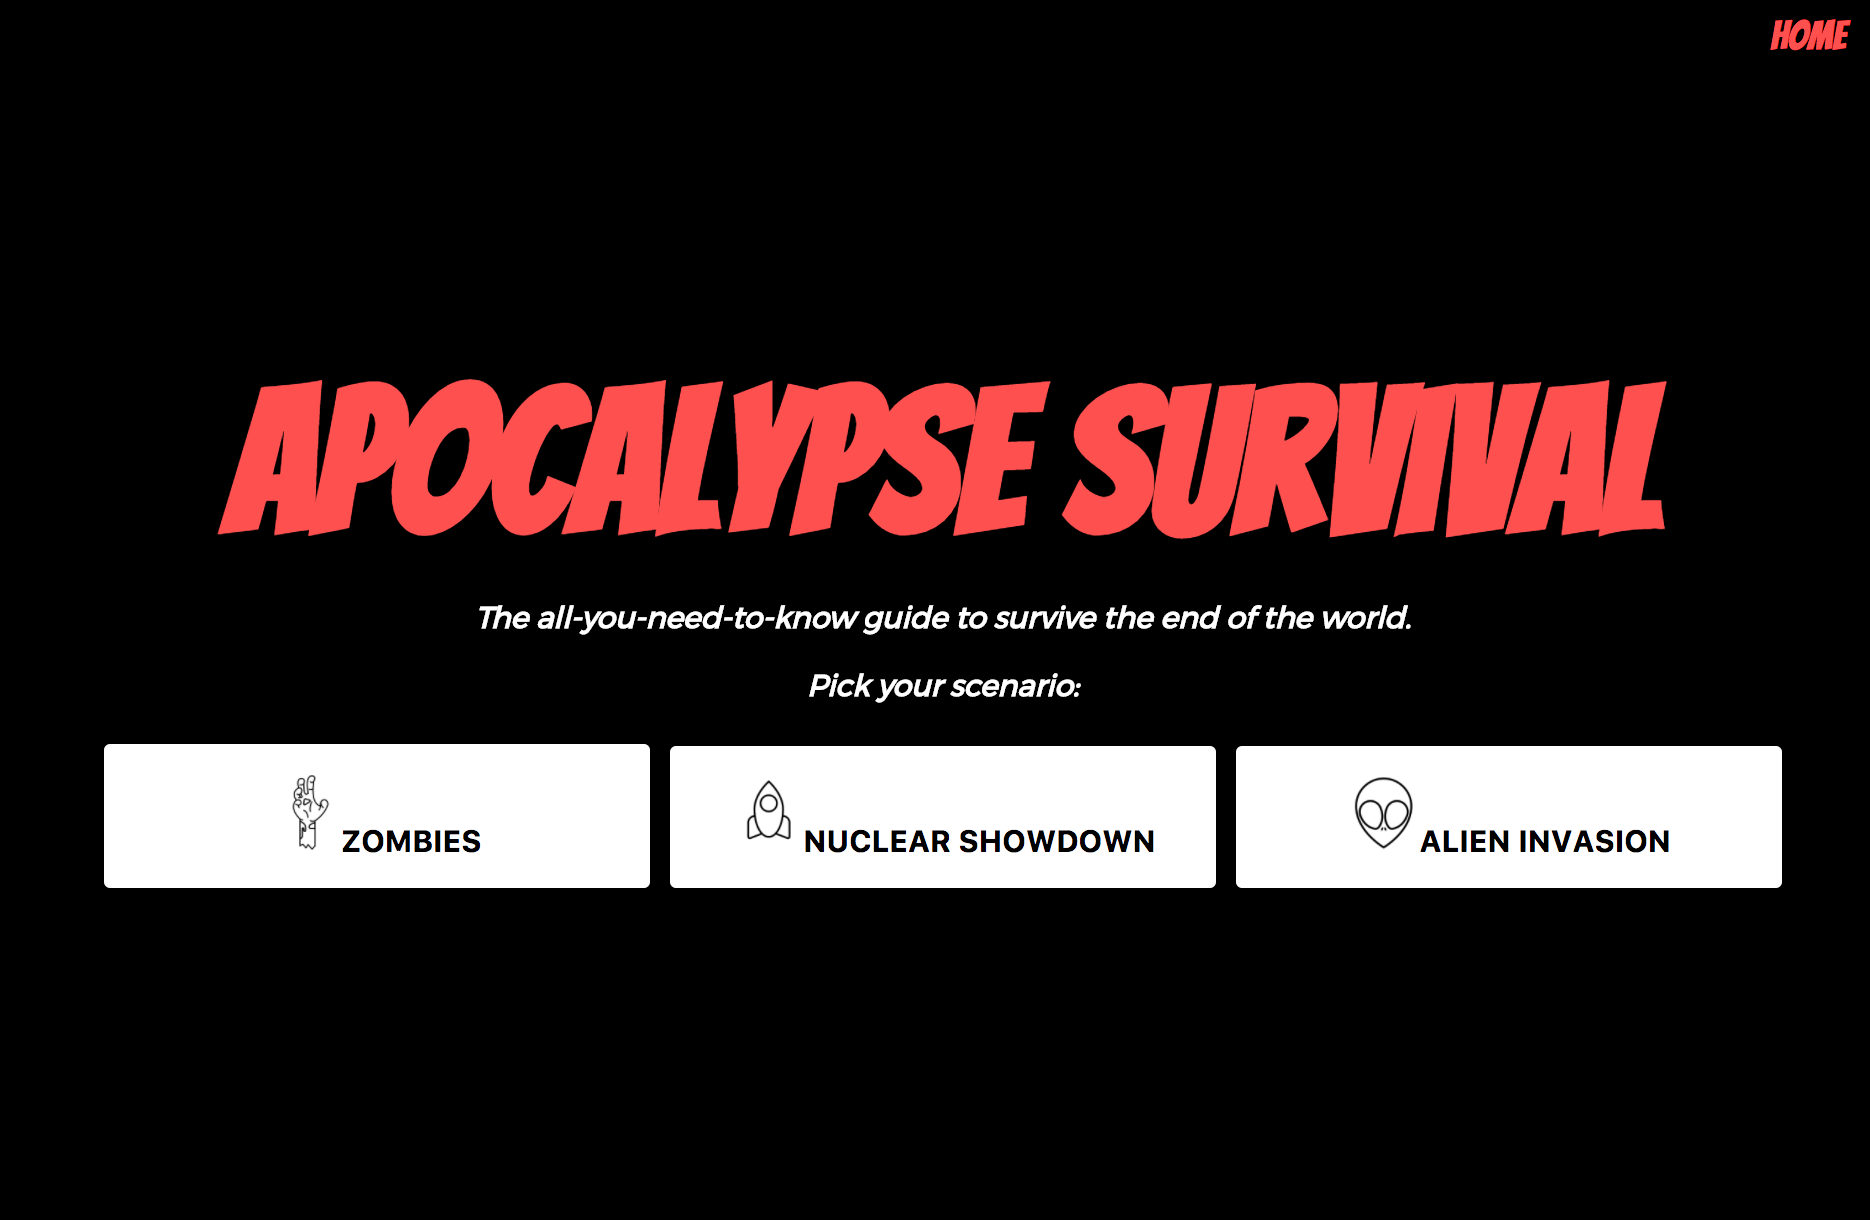 HOME
APOCALYPSE SURVIVAL
The all-you-need-to-know guide to survive the end of the world.
Pick your scenario:
ZOMBIES
NUCLEAR SHOWDOWN
ALIEN INVASION